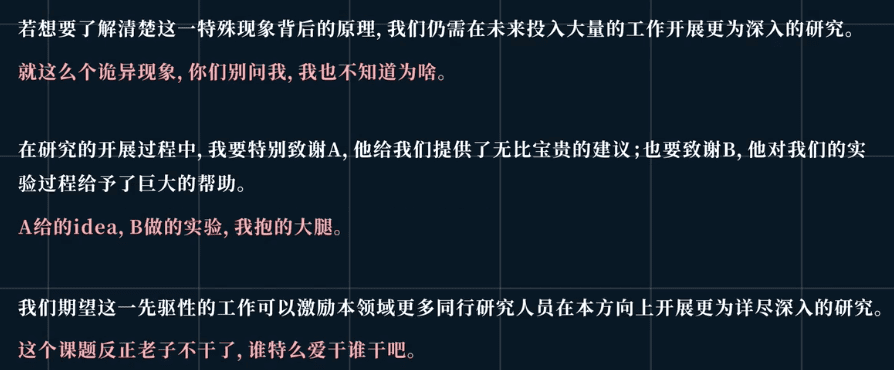 若想要了解清楚这一特殊现象背后的原理, 我们仍需在未来投入大量的工作开展更为深入的研究。
就这么个诡异现象, 你们别问我, 我也不知道为啥。
在研究的开展过程中, 我要特别致谢A, 他给我们提供了无比宝贵的建议;也要致谢B, 他对我们的实
验过程给予了巨大的帮助。
A给的idea, B做的实验, 我抱的大腿。
我们期望这一先驱性的工作可以激励本领域更多同行研究人员在本方向上开展更为详尽深入的研究。
这个课题反正老子不干了, 谁特么爱干谁干吧。